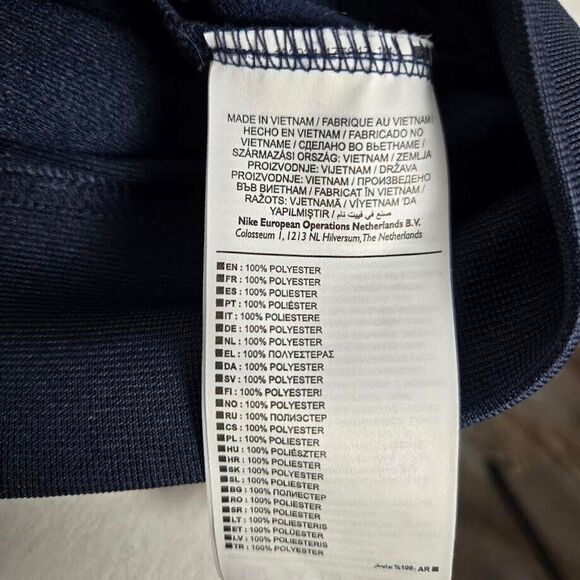 MADE IN VIETNAM / FABRIQUE AU VIETNAM /
HECHO EN VIETNAM / FABRICADO NO
VIETNAME / СДЕЛАНО ВО ВЬЕТНАМЕ /
SZÁRMAZÁSI ORSZÁG: VIETNAM / ZEMLJA
PROIZVODNJE: VIJETNAM / DRŽAVA
PROIZVODNJE: VIETNAM / ПРОИЗВЕДЕНО
ВЪВ ВИЕТНАМ / FABRICAT ÎN VIETNAM /
RAŽOTS: VJETNAMĀ / VİYETNAM 'DA
YAPILMIŞTIR / صنع في فييت نام
Nike European Operations Netherlands B.V.
Colosseum 1, 1213 NL Hilversum, The Netherlands
EN : 100% POLYESTER
FR : 100% POLYESTER
ES : 100% POLIESTER
PT : 100% POLIÉSTER
IT : 100% POLIESTERE
DE : 100% POLYESTER
NL : 100% POLYESTER
EL : 100% ΠΟΛΥΕΣΤΕΡΑΣ
DA : 100% POLYESTER
SV : 100% POLYESTER
FI : 100% POLYESTERI
NO : 100% POLYESTER
RU : 100% ПОЛИЭСТЕР
CS : 100% POLYESTER
PL : 100% POLIESTER
HU : 100% POLIÉSZTER
HR : 100% POLIESTER
SK : 100% POLYESTER
SL : 100% POLIESTER
BG : 100% ПОЛИЕСТЕР
RO : 100% POLIESTER
SR : 100% POLIESTER
LT : 100% POLIESTERIS
ET : 100% POLÜESTER
LV : 100% POLIESTERIS
TR : 100% POLYESTER
AR : 100%